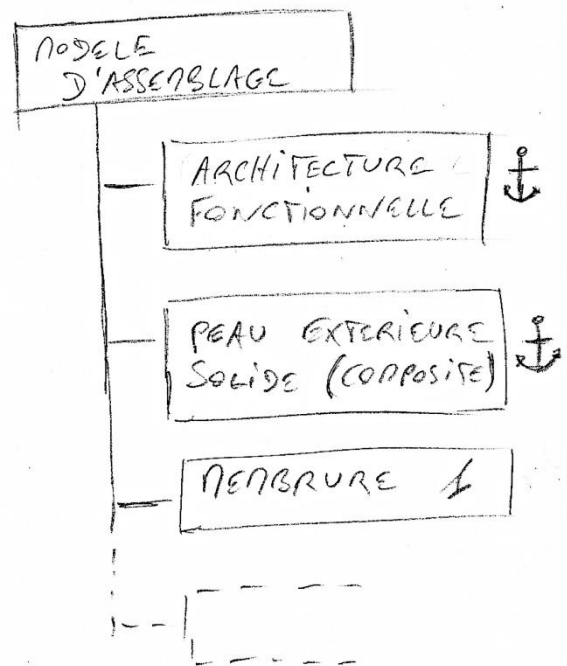 MODELE
D'ASSEMBLAGE
ARCHITECTURE
FONCTIONNELLE
PEAU EXTERIEURE
SOLIDE (COMPOSITE)
MEMBRURE 1